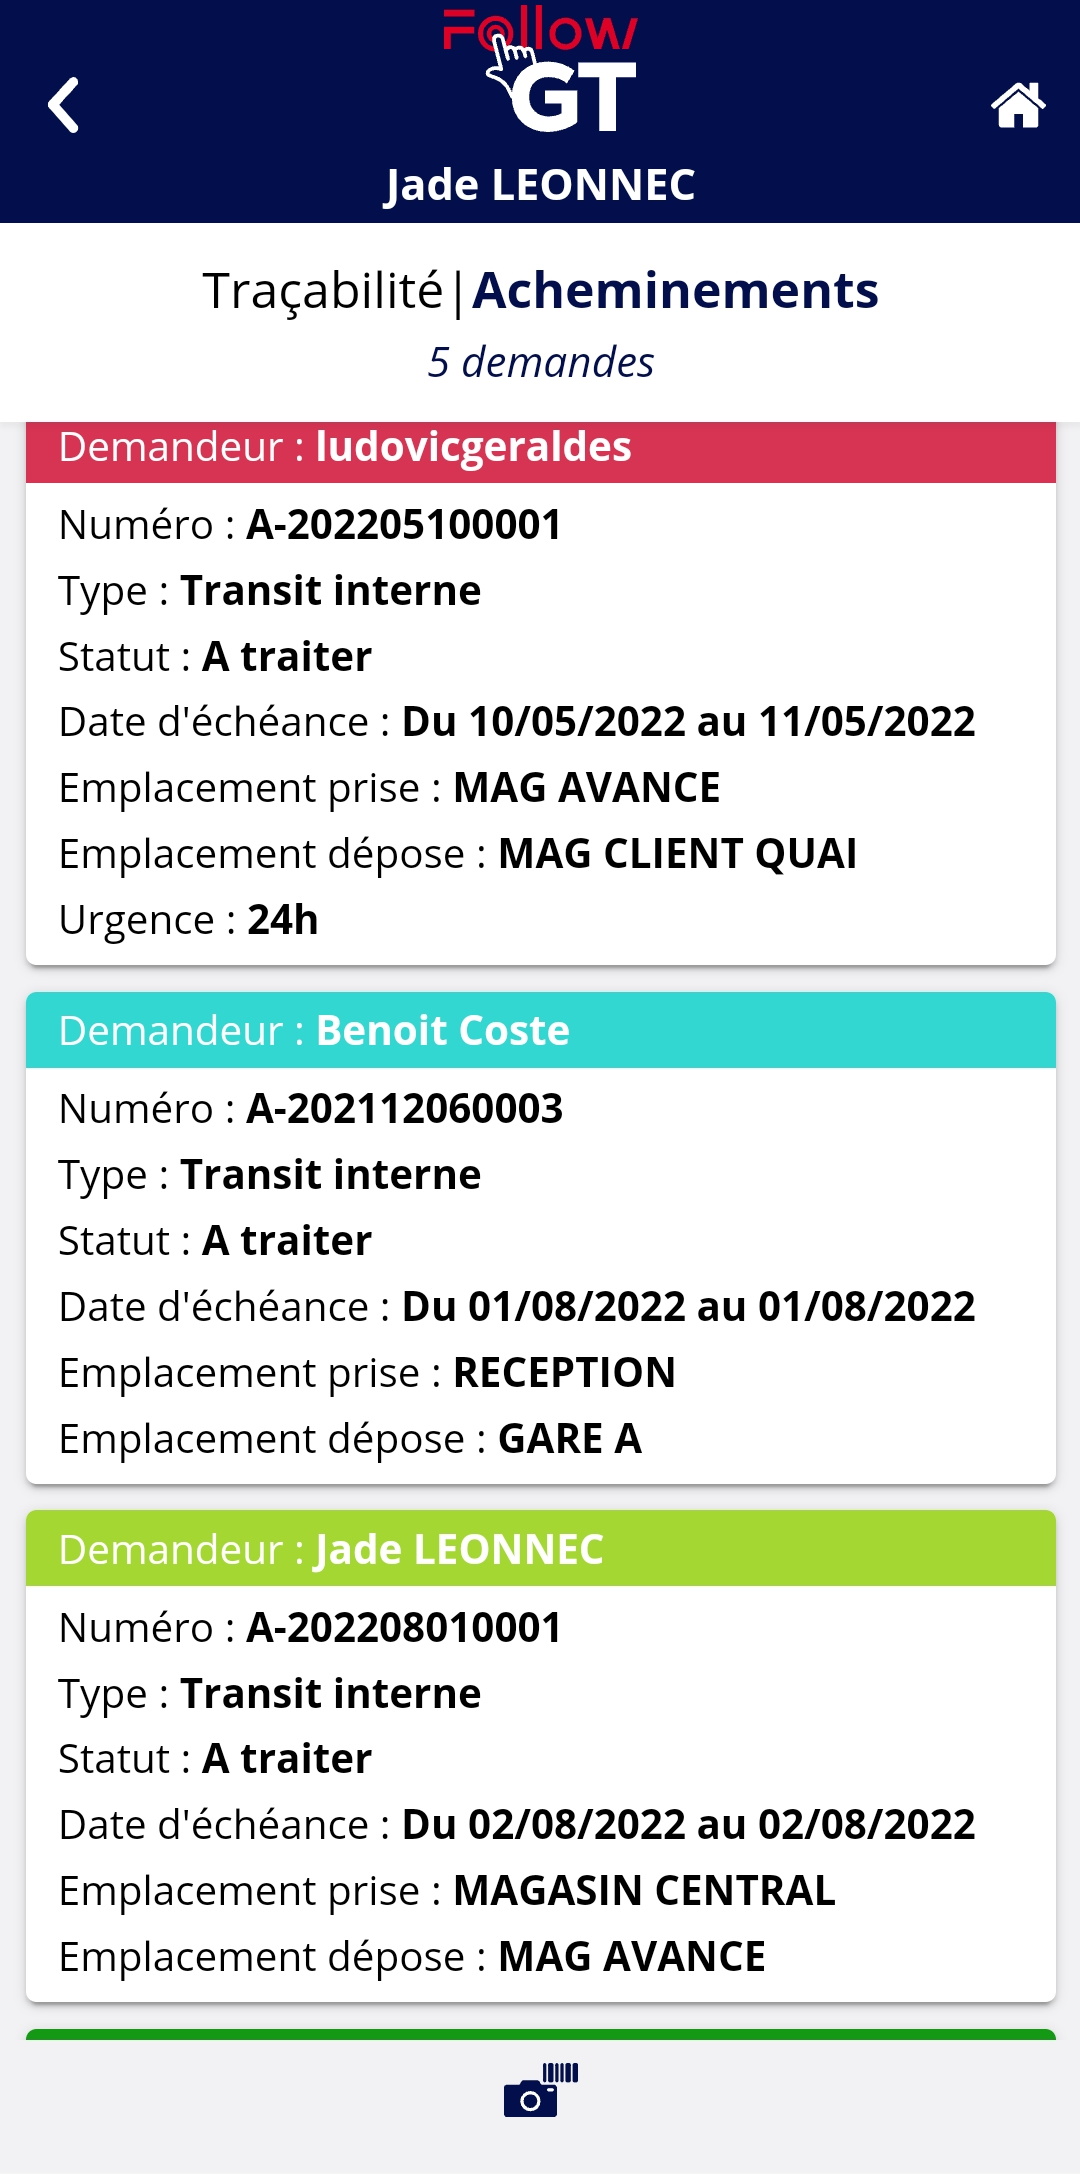 Follow
GT
Jade LEONNEC
Traçabilité|Acheminements
5 demandes
Demandeur : ludovicgeraldes
Numéro : A-202205100001
Type : Transit interne
Statut : A traiter
Date d'échéance : Du 10/05/2022 au 11/05/2022
Emplacement prise : MAG AVANCE
Emplacement dépose : MAG CLIENT QUAI
Urgence : 24h
Demandeur : Benoit Coste
Numéro : A-202112060003
Type : Transit interne
Statut : A traiter
Date d'échéance : Du 01/08/2022 au 01/08/2022
Emplacement prise : RECEPTION
Emplacement dépose : GARE A
Demandeur : Jade LEONNEC
Numéro : A-202208010001
Type : Transit interne
Statut : A traiter
Date d'échéance : Du 02/08/2022 au 02/08/2022
Emplacement prise : MAGASIN CENTRAL
Emplacement dépose : MAG AVANCE